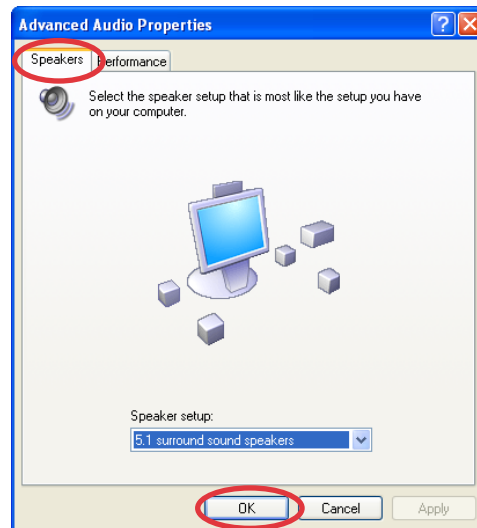 Advanced Audio Properties
Speakers
Performance
Select the speaker setup that is most like the setup you have
on your computer.
Speaker setup:
5.1 surround sound speakers
OK
Cancel
Apply